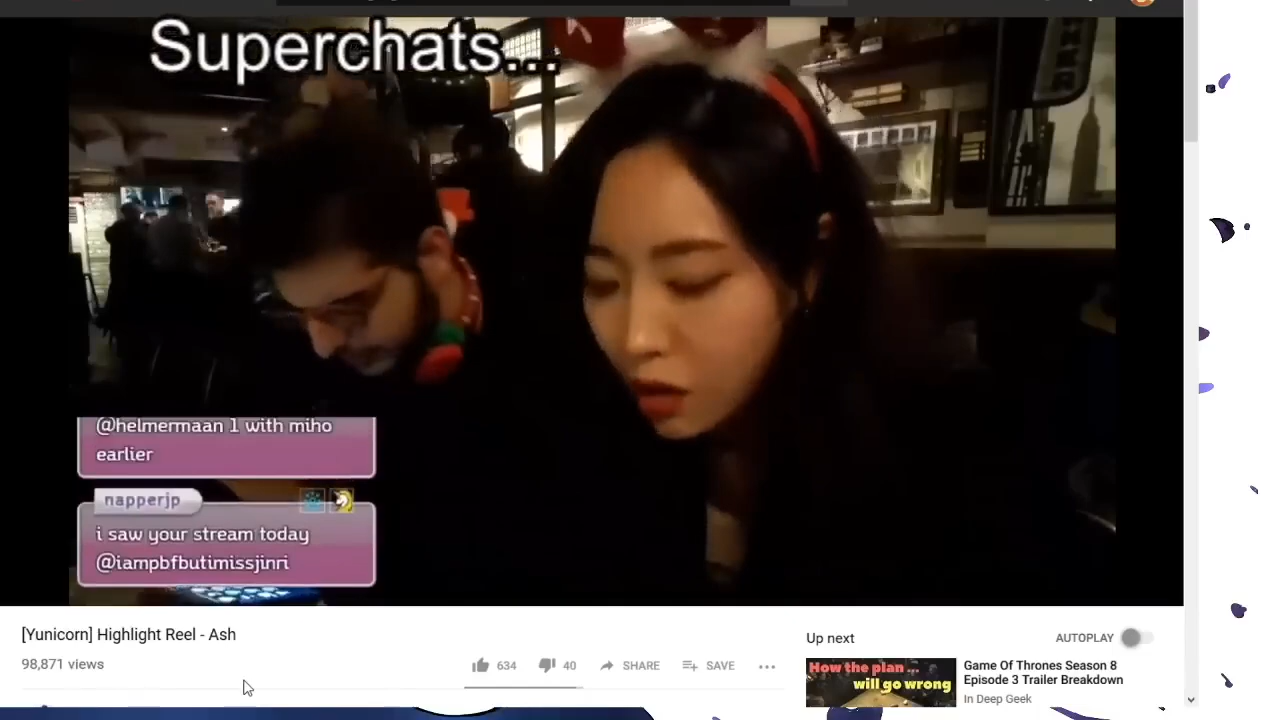 Superchats...
@helmermaan 1 with miho
earlier
napperjp
i saw your stream today
@iampbfbutimissjinri
[Yunicorn] Highlight Reel - Ash
98,871 views
634
40
SHARE
SAVE
Up next
AUTOPLAY
How the plan ...
will go wrong
Game Of Thrones Season 8
Episode 3 Trailer Breakdown
In Deep Geek